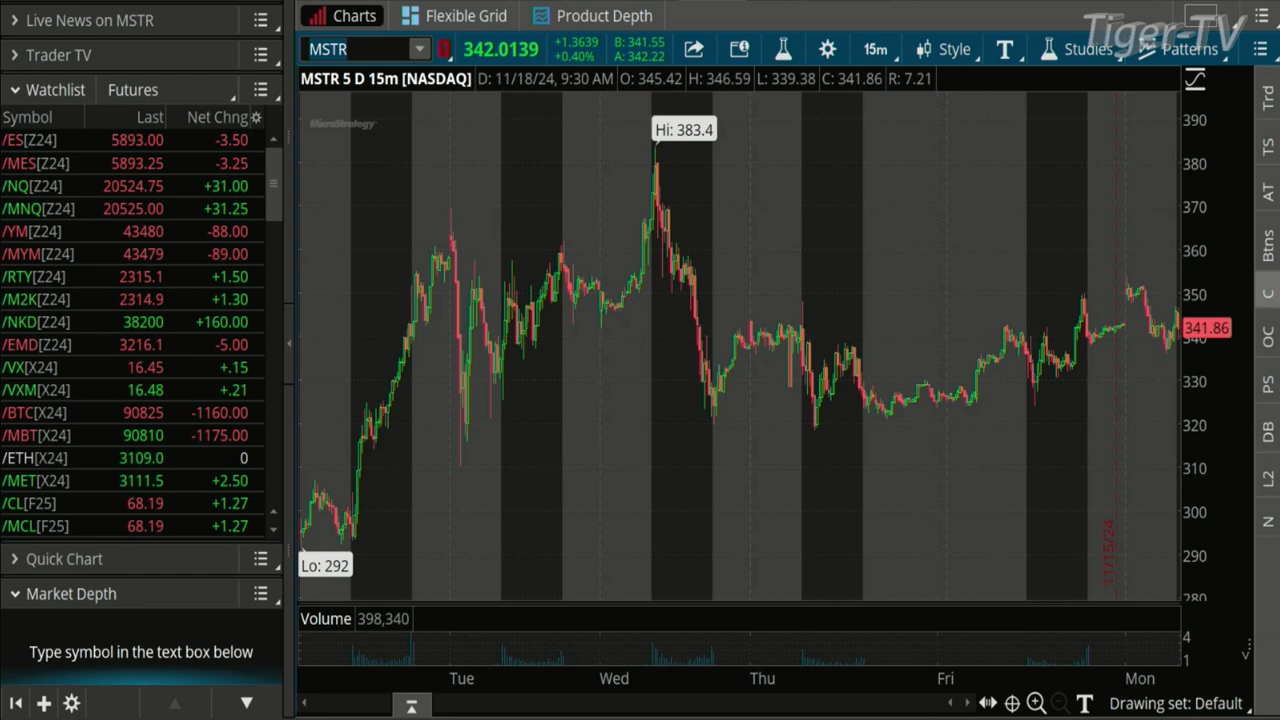 Live News on MSTR
Trader TV
Watchlist Futures
Symbol Last Net Chng
/ES[Z24] 5893.00 -3.50
/MES[Z24] 5893.25 -3.25
/NQ[Z24] 20524.75 +31.00
/MNQ[Z24] 20525.00 +31.25
/YM[Z24] 43480 -88.00
/MYM[Z24] 43479 -89.00
/RTY[Z24] 2315.1 +1.50
/M2K[Z24] 2314.9 +1.30
/NKD[Z24] 38200 +160.00
/EMD[Z24] 3216.1 -5.00
/VX[X24] 16.45 +.15
/VXM[X24] 16.48 +.21
/BTC[X24] 90825 -1160.00
/MBT[X24] 90810 -1175.00
/ETH[X24] 3109.0 0
/MET[X24] 3111.5 +2.50
/CL[F25] 68.19 +1.27
/MCL[F25] 68.19 +1.27
Quick Chart
Market Depth
Type symbol in the text box below
Charts Flexible Grid Product Depth
Tiger-TV
MSTR 342.0139 +1.3639 +0.40% B: 341.55 A: 342.22 15m Style T Studies Patterns
MSTR 5 D 15m [NASDAQ] D: 11/18/24, 9:30 AM O: 345.42 H: 346.59 L: 339.38 C: 341.86 R: 7.21
MicroStrategy
Hi: 383.4
Lo: 292
390
380
370
360
350
341.86
340
330
320
310
300
290
280
11/15/24
Volume 398,340
4
1
Tue Wed Thu Fri Mon
T Drawing set: Default
Trd
TS
AT
Btns
C
OC
PS
DB
L2
N